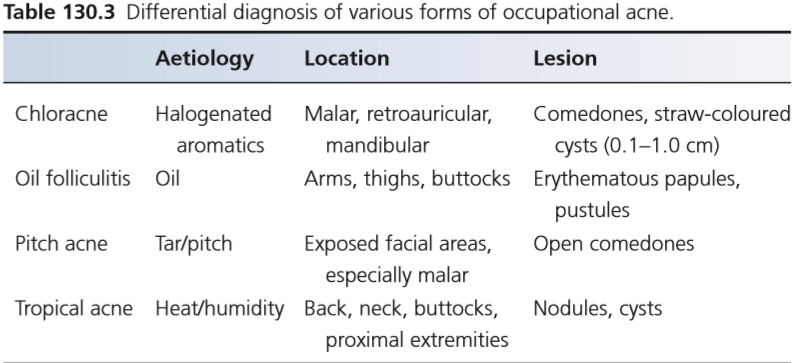 Table 130.3 Differential diagnosis of various forms of occupational acne.
Aetiology Location Lesion
Chloracne Halogenated Malar, retroauricular, Comedones, straw-coloured
aromatics mandibular cysts (0.1–1.0 cm)
Oil folliculitis Oil Arms, thighs, buttocks Erythematous papules,
pustules
Pitch acne Tar/pitch Exposed facial areas, Open comedones
especially malar
Tropical acne Heat/humidity Back, neck, buttocks, Nodules, cysts
proximal extremities